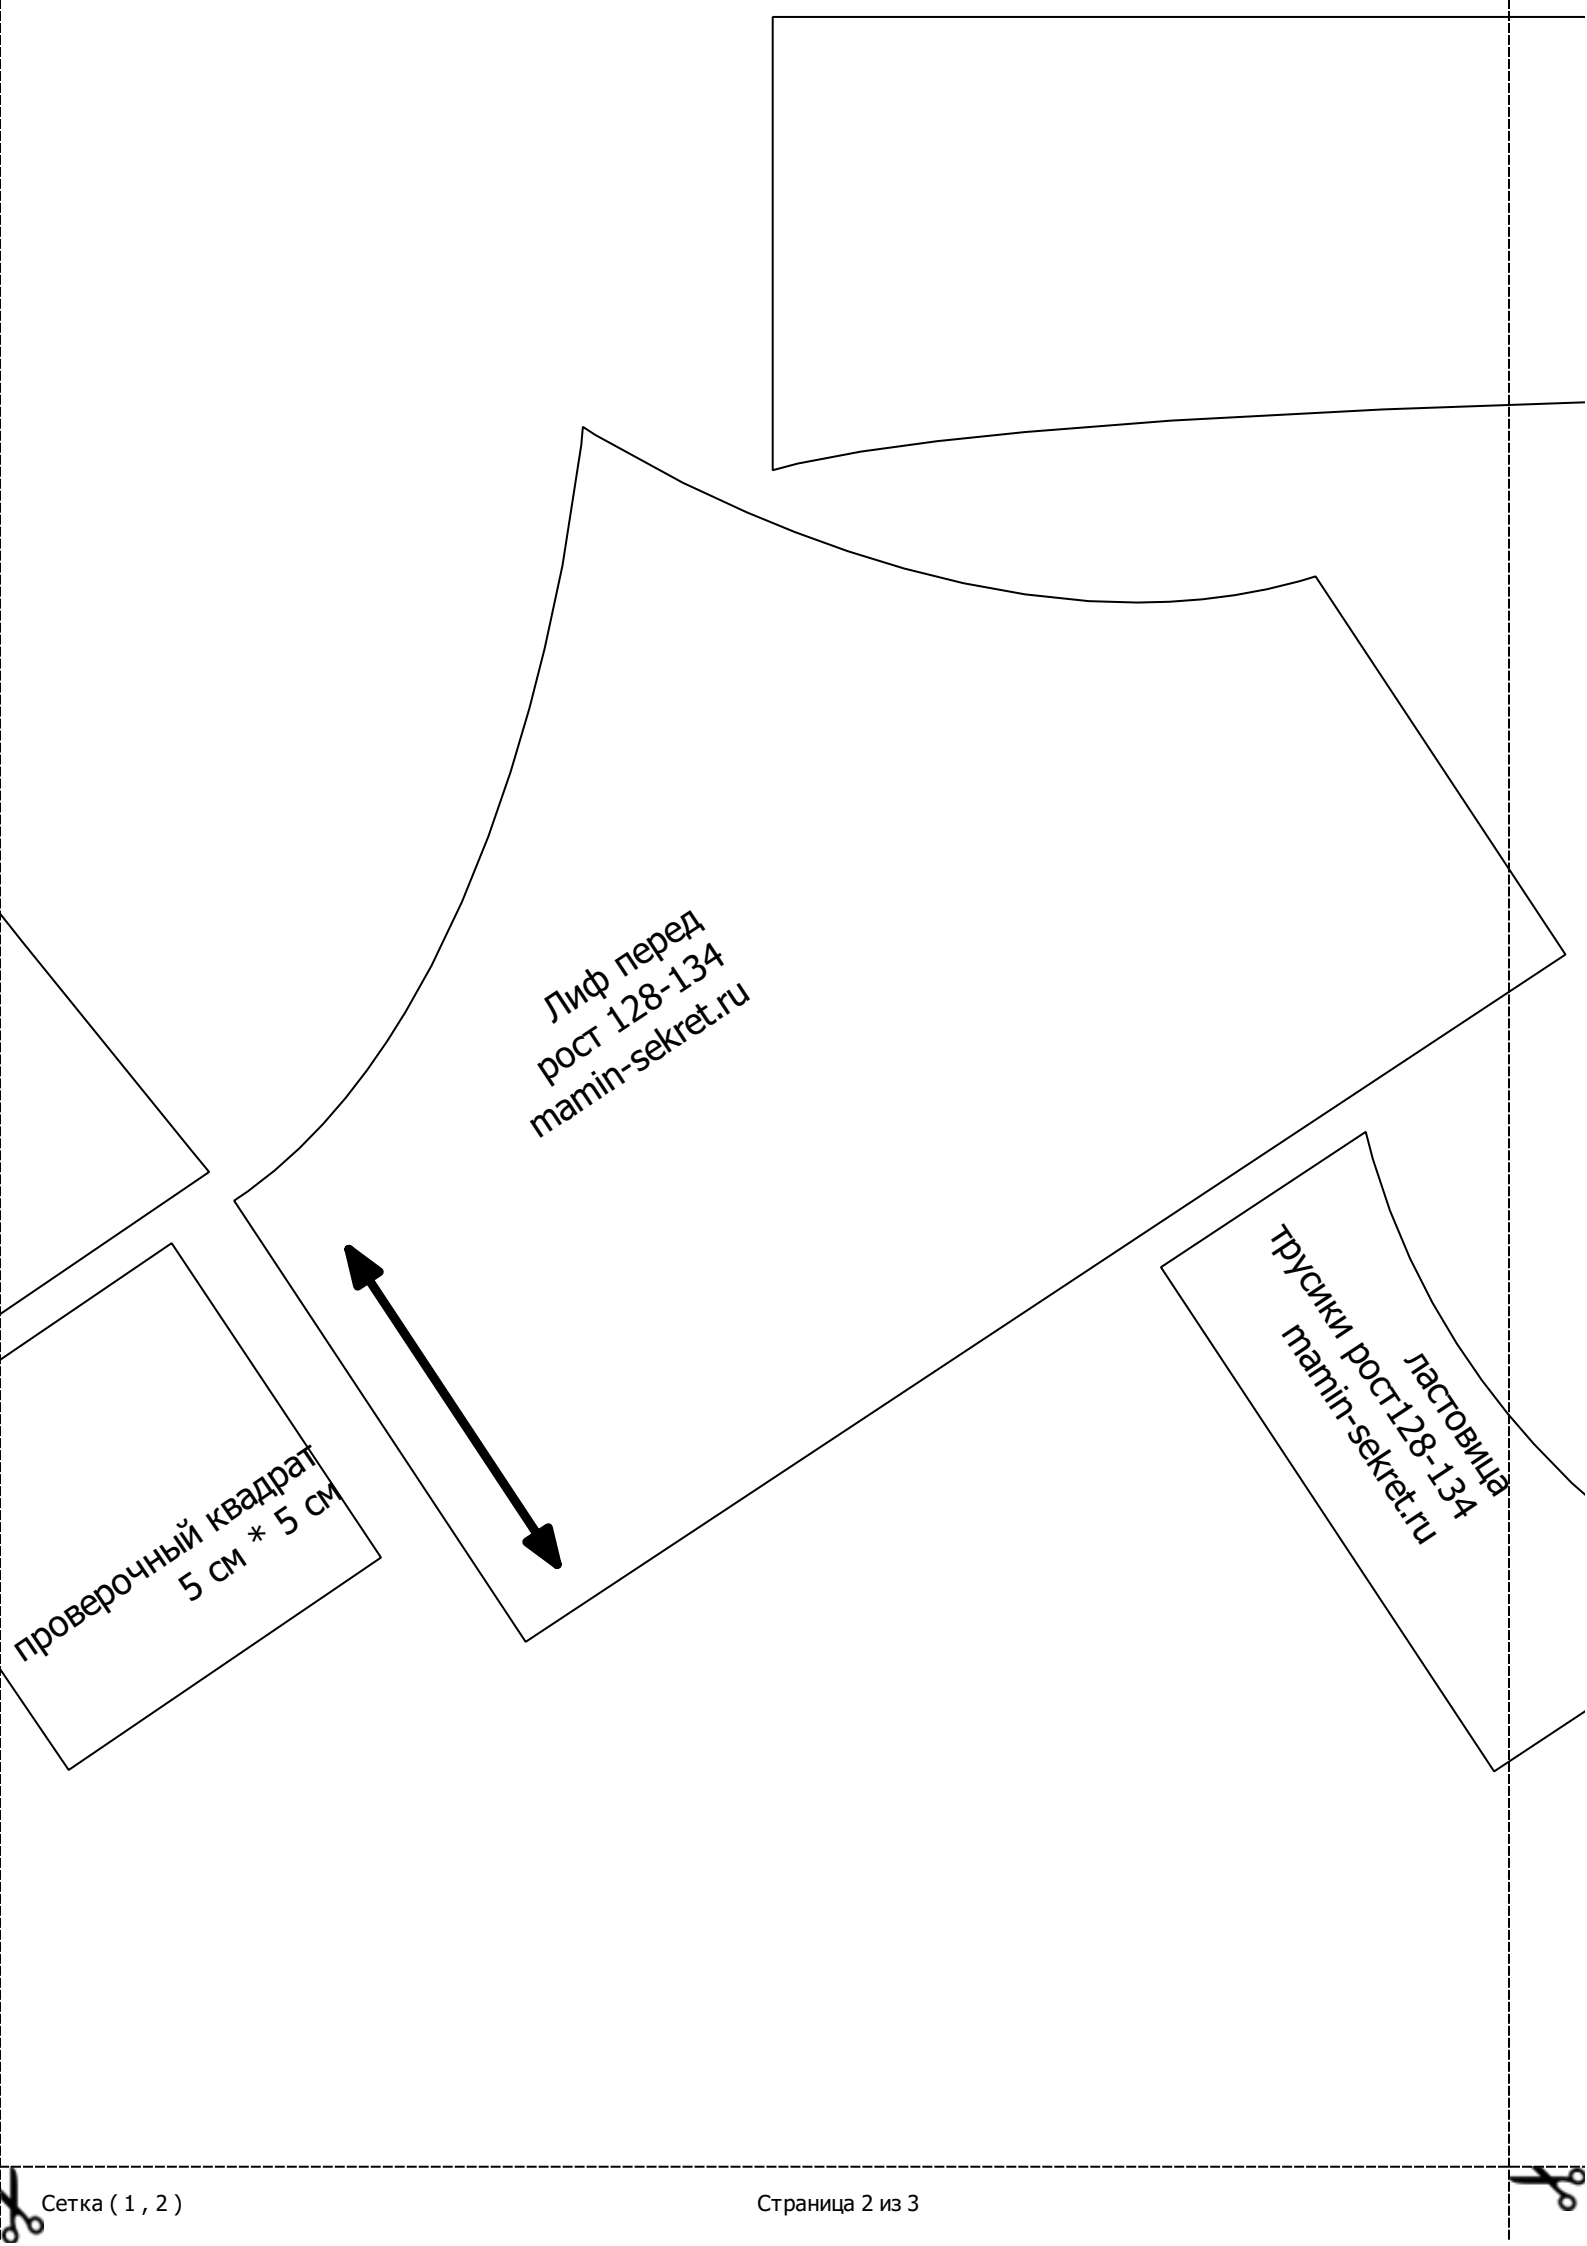 Лиф перед
рост 128-134
mamin-sekret.ru
ластовица
трусики рост128-134
mamin-sekret.ru
проверочный квадрат
5 см * 5 см
Сетка ( 1 , 2 )
Страница 2 из 3